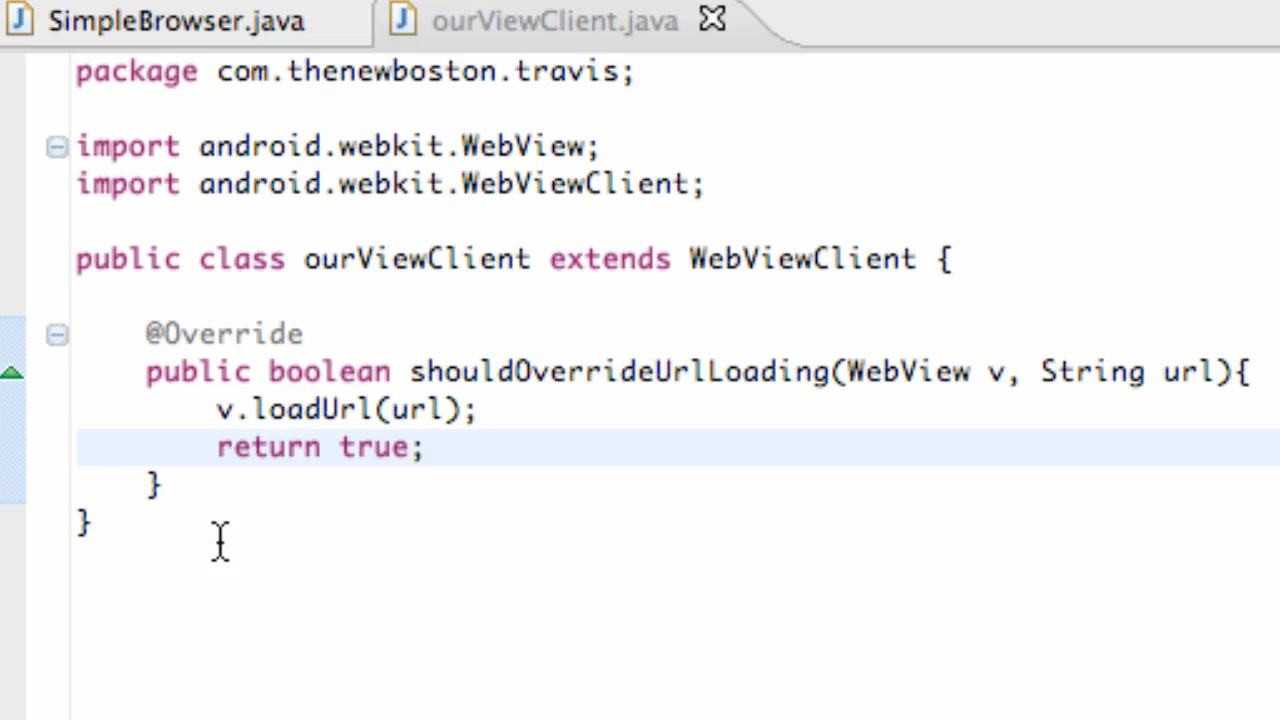 SimpleBrowser.java ourViewClient.java
package com.thenewboston.travis;
import android.webkit.WebView;
import android.webkit.WebViewClient;
public class ourViewClient extends WebViewClient {
@Override
public boolean shouldOverrideUrlLoading(WebView v, String url){
v.loadUrl(url);
return true;
}
}